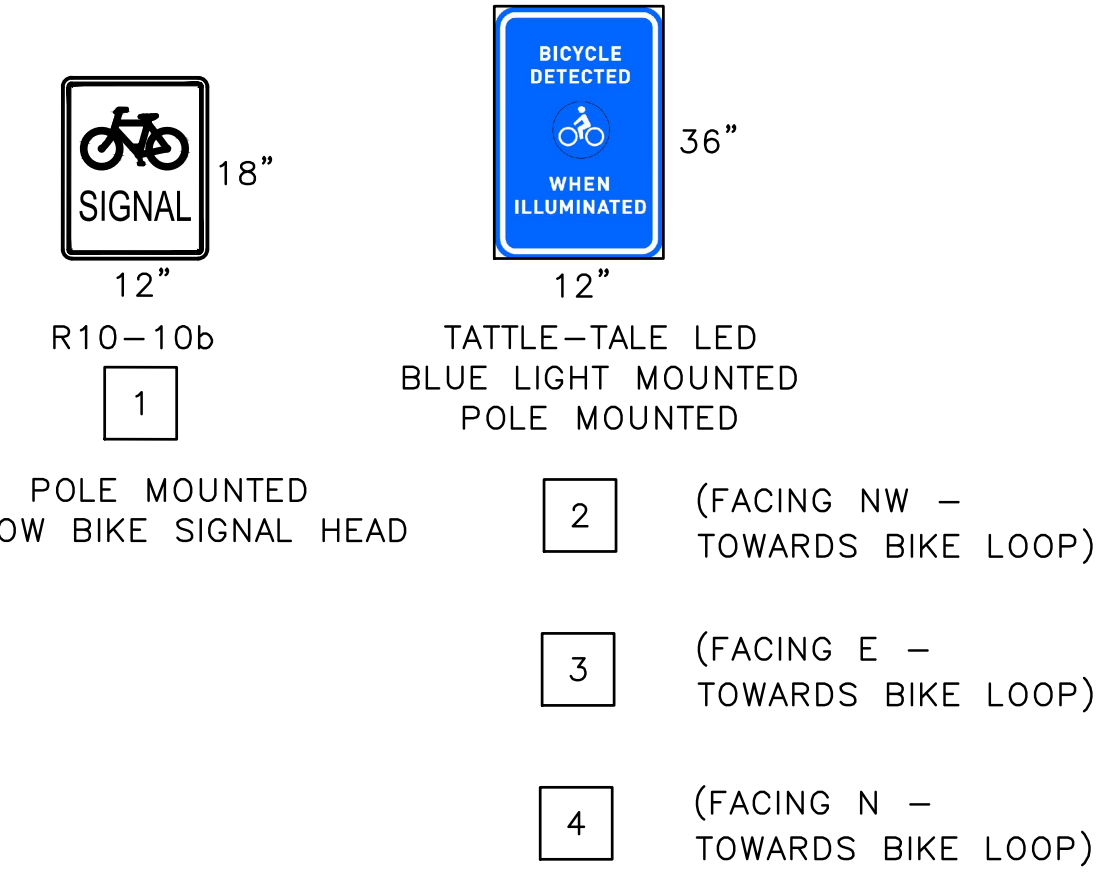 SIGNAL
18"
12"
R10-10b
1
POLE MOUNTED
BIKE SIGNAL HEAD
BICYCLE
DETECTED
WHEN
ILLUMINATED
36"
12"
TATTLE-TALE LED
BLUE LIGHT MOUNTED
POLE MOUNTED
2
(FACING NW -
TOWARDS BIKE LOOP)
3
(FACING E -
TOWARDS BIKE LOOP)
4
(FACING N -
TOWARDS BIKE LOOP)